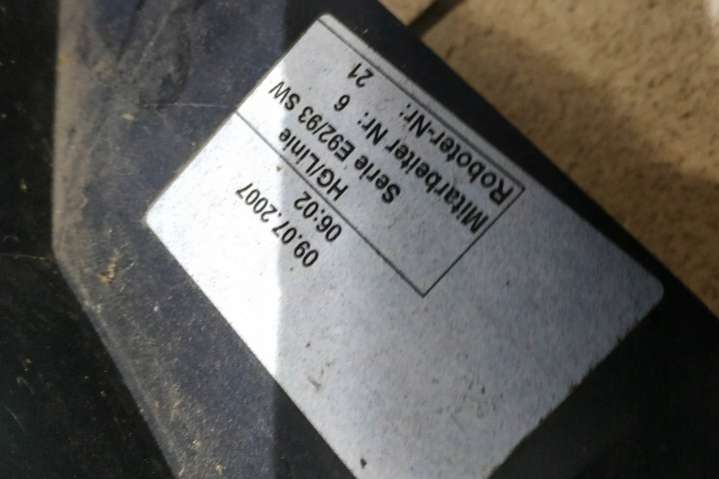 09.07.2007
06:02
HG/Linie
Serie E92/93 SW
Mitarbeiter Nr: 6
Roboter-Nr: 21